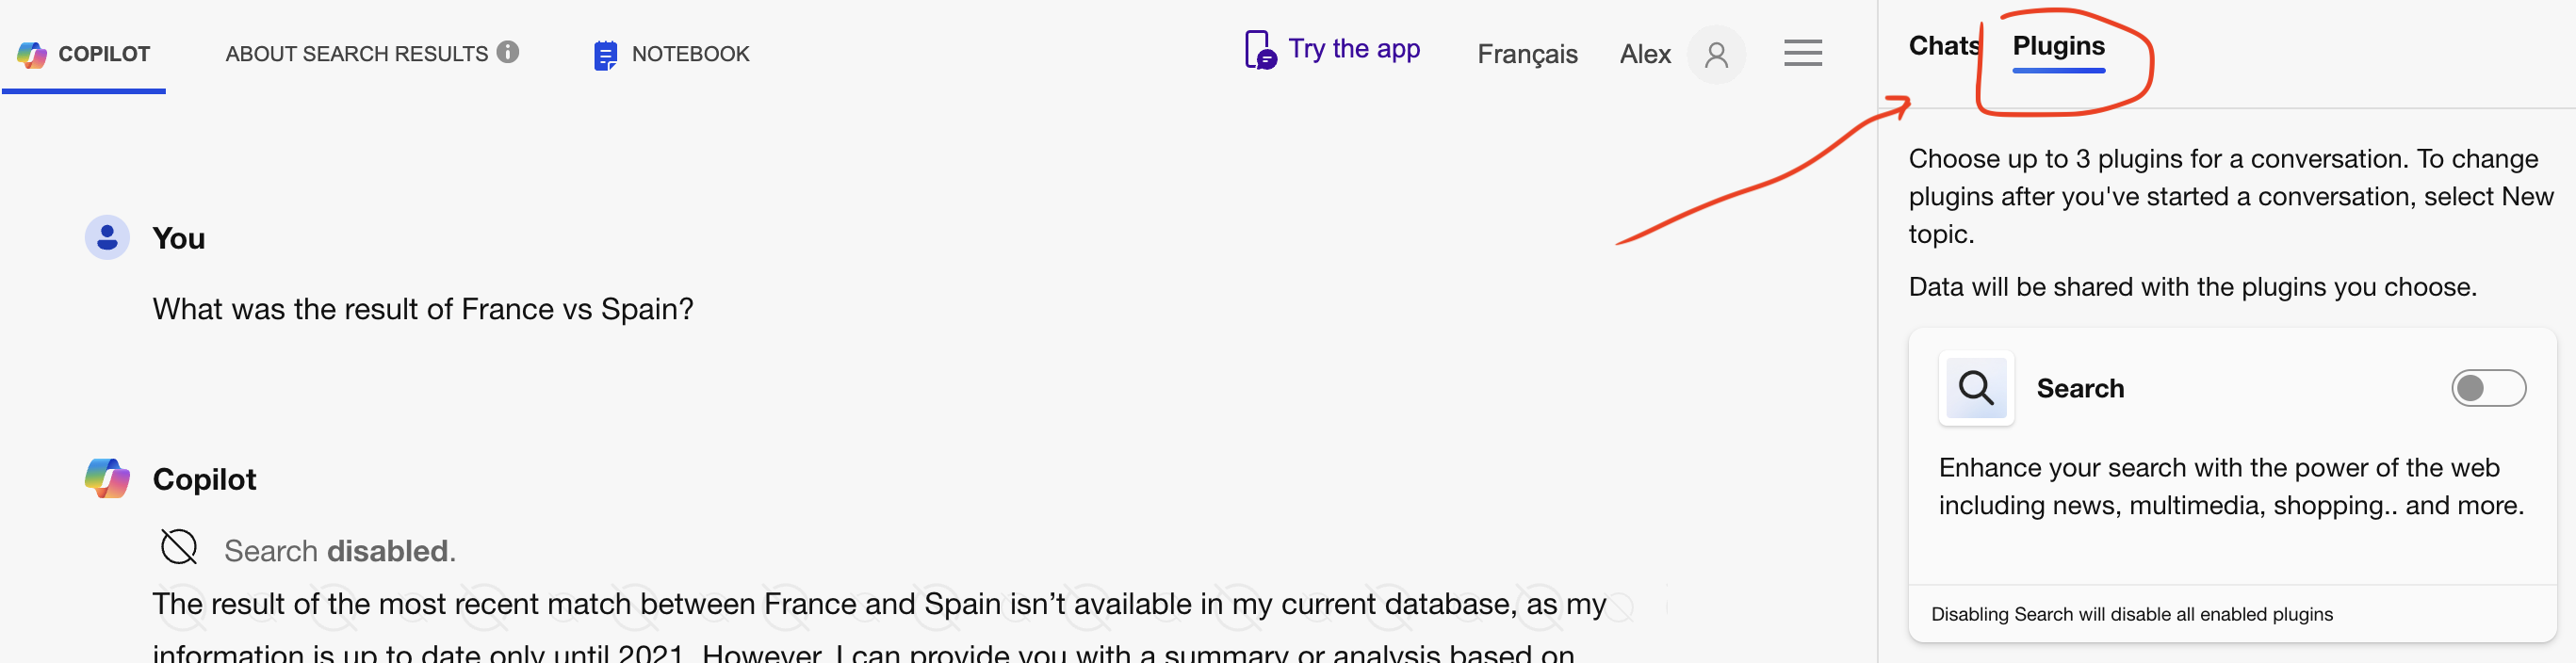 COPILOT
ABOUT SEARCH RESULTS
NOTEBOOK
Try the app
Français
Alex
Chats
Plugins
You
What was the result of France vs Spain?
Copilot
Search disabled.
The result of the most recent match between France and Spain isn’t available in my current database, as my
information is up to date only until 2021. However, I can provide you with a summary or analysis based on
Choose up to 3 plugins for a conversation. To change
plugins after you've started a conversation, select New
topic.
Data will be shared with the plugins you choose.
Search
Enhance your search with the power of the web
including news, multimedia, shopping.. and more.
Disabling Search will disable all enabled plugins